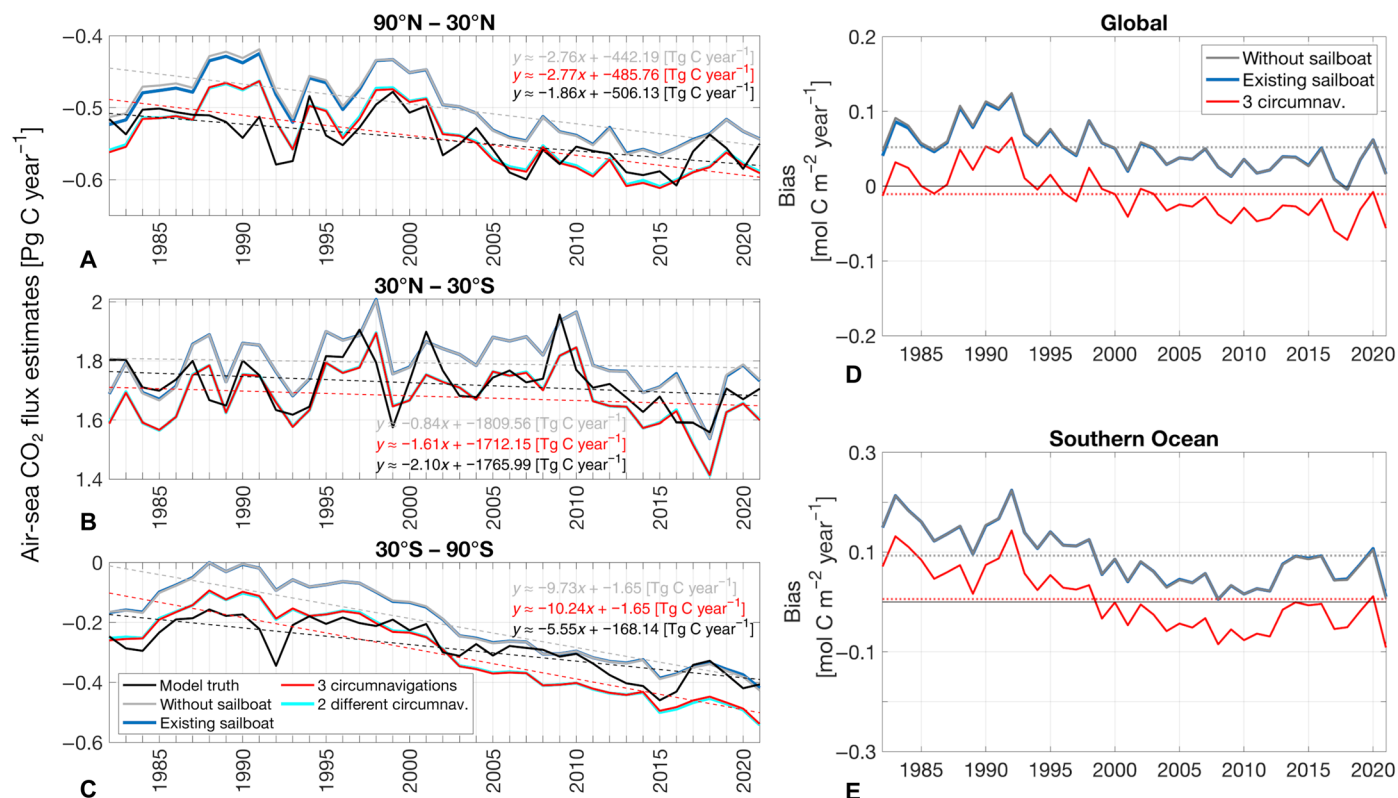 Air-sea CO₂ flux estimates [Pg C year⁻¹]
90°N – 30°N
−0.4
−0.5
−0.6
y ≈ −2.76x + −442.19 [Tg C year⁻¹]
y ≈ −2.77x + −485.76 [Tg C year⁻¹]
y ≈ −1.86x + −506.13 [Tg C year⁻¹]
1985 1990 1995 2000 2005 2010 2015 2020
A
30°N – 30°S
2
1.8
1.6
1.4
y ≈ −0.84x + −1809.56 [Tg C year⁻¹]
y ≈ −1.61x + −1712.15 [Tg C year⁻¹]
y ≈ −2.10x + −1765.99 [Tg C year⁻¹]
1985 1990 1995 2000 2005 2010 2015 2020
B
30°S – 90°S
0
−0.2
−0.4
−0.6
y ≈ −9.73x + −1.65 [Tg C year⁻¹]
y ≈ −10.24x + −1.65 [Tg C year⁻¹]
y ≈ −5.55x + −168.14 [Tg C year⁻¹]
Model truth
Without sailboat
Existing sailboat
3 circumnavigations
2 different circumnav.
1985 1990 1995 2000 2005 2010 2015 2020
C
Global
Bias
[mol C m⁻² year⁻¹]
0.2
0.1
0
−0.1
−0.2
Without sailboat
Existing sailboat
3 circumnav.
1985 1990 1995 2000 2005 2010 2015 2020
D
Southern Ocean
Bias
[mol C m⁻² year⁻¹]
0.3
0.1
0
−0.1
−0.3
1985 1990 1995 2000 2005 2010 2015 2020
E